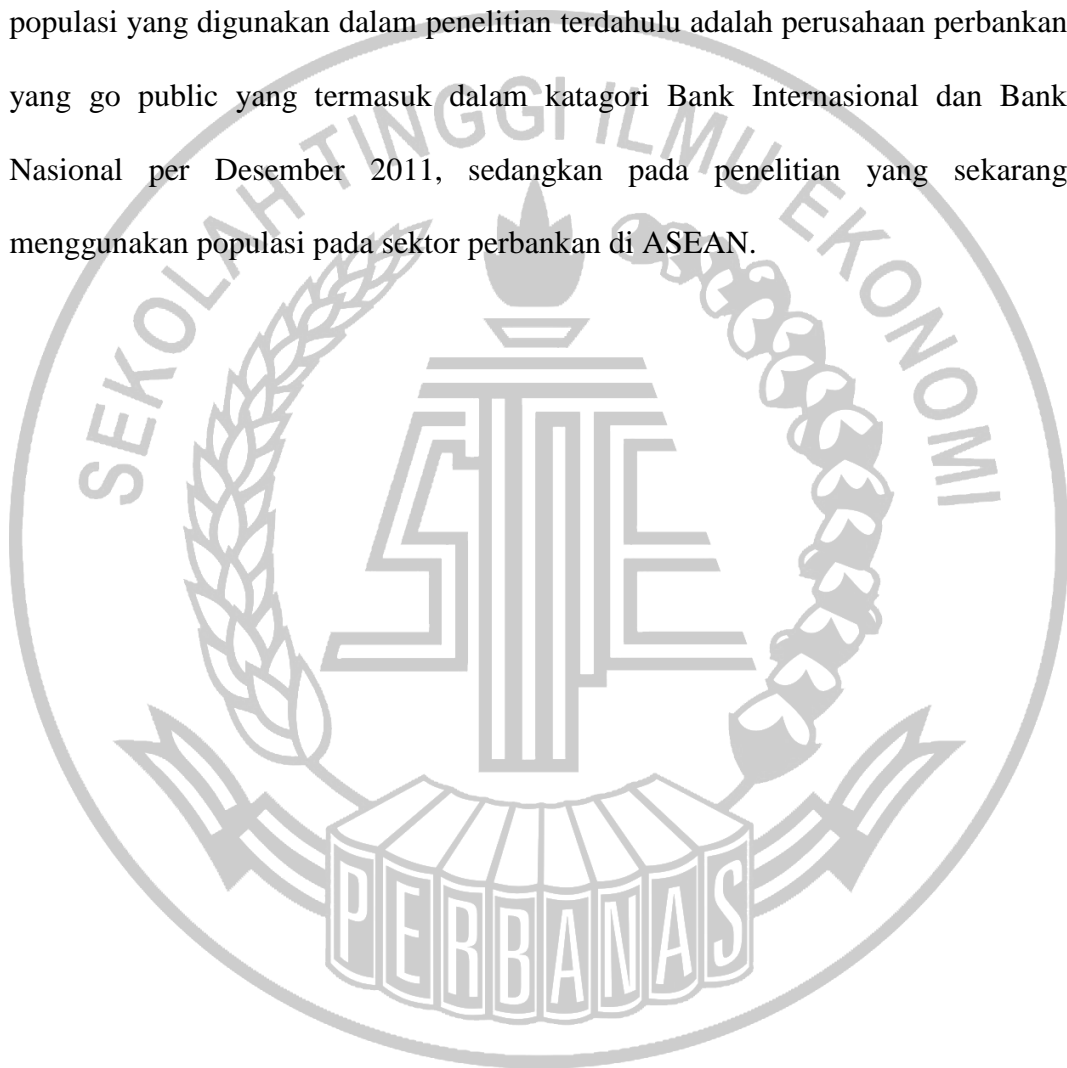 populasi yang digunakan dalam penelitian terdahulu adalah perusahaan perbankan
yang go public yang termasuk dalam katagori Bank Internasional dan Bank
Nasional per Desember 2011, sedangkan pada penelitian yang sekarang
menggunakan populasi pada sektor perbankan di ASEAN.
SEKOLAH TINGGI ILMU EKONOMI
STIE
PERBANAS